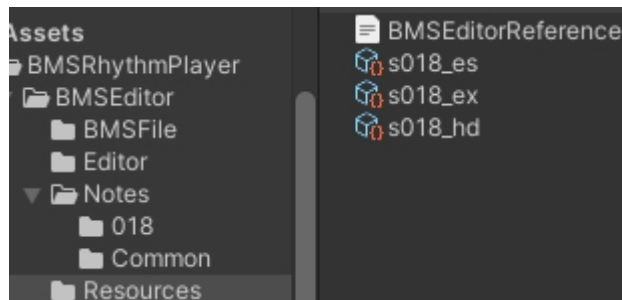 Assets
BMSRhythmPlayer
BMSEditor
BMSFile
Editor
Notes
018
Common
Resources
BMSEditorReference
s018_es
s018_ex
s018_hd